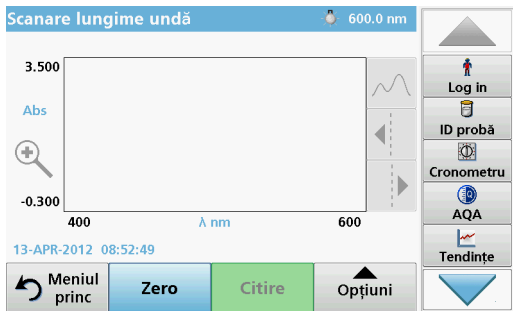 Scanare lungime undă
600.0 nm
3.500
Abs
-0.300
400
λ nm
600
13-APR-2012 08:52:49
Meniul
princ
Zero
Citire
Opțiuni
Log in
ID probă
Cronometru
AQA
Tendințe